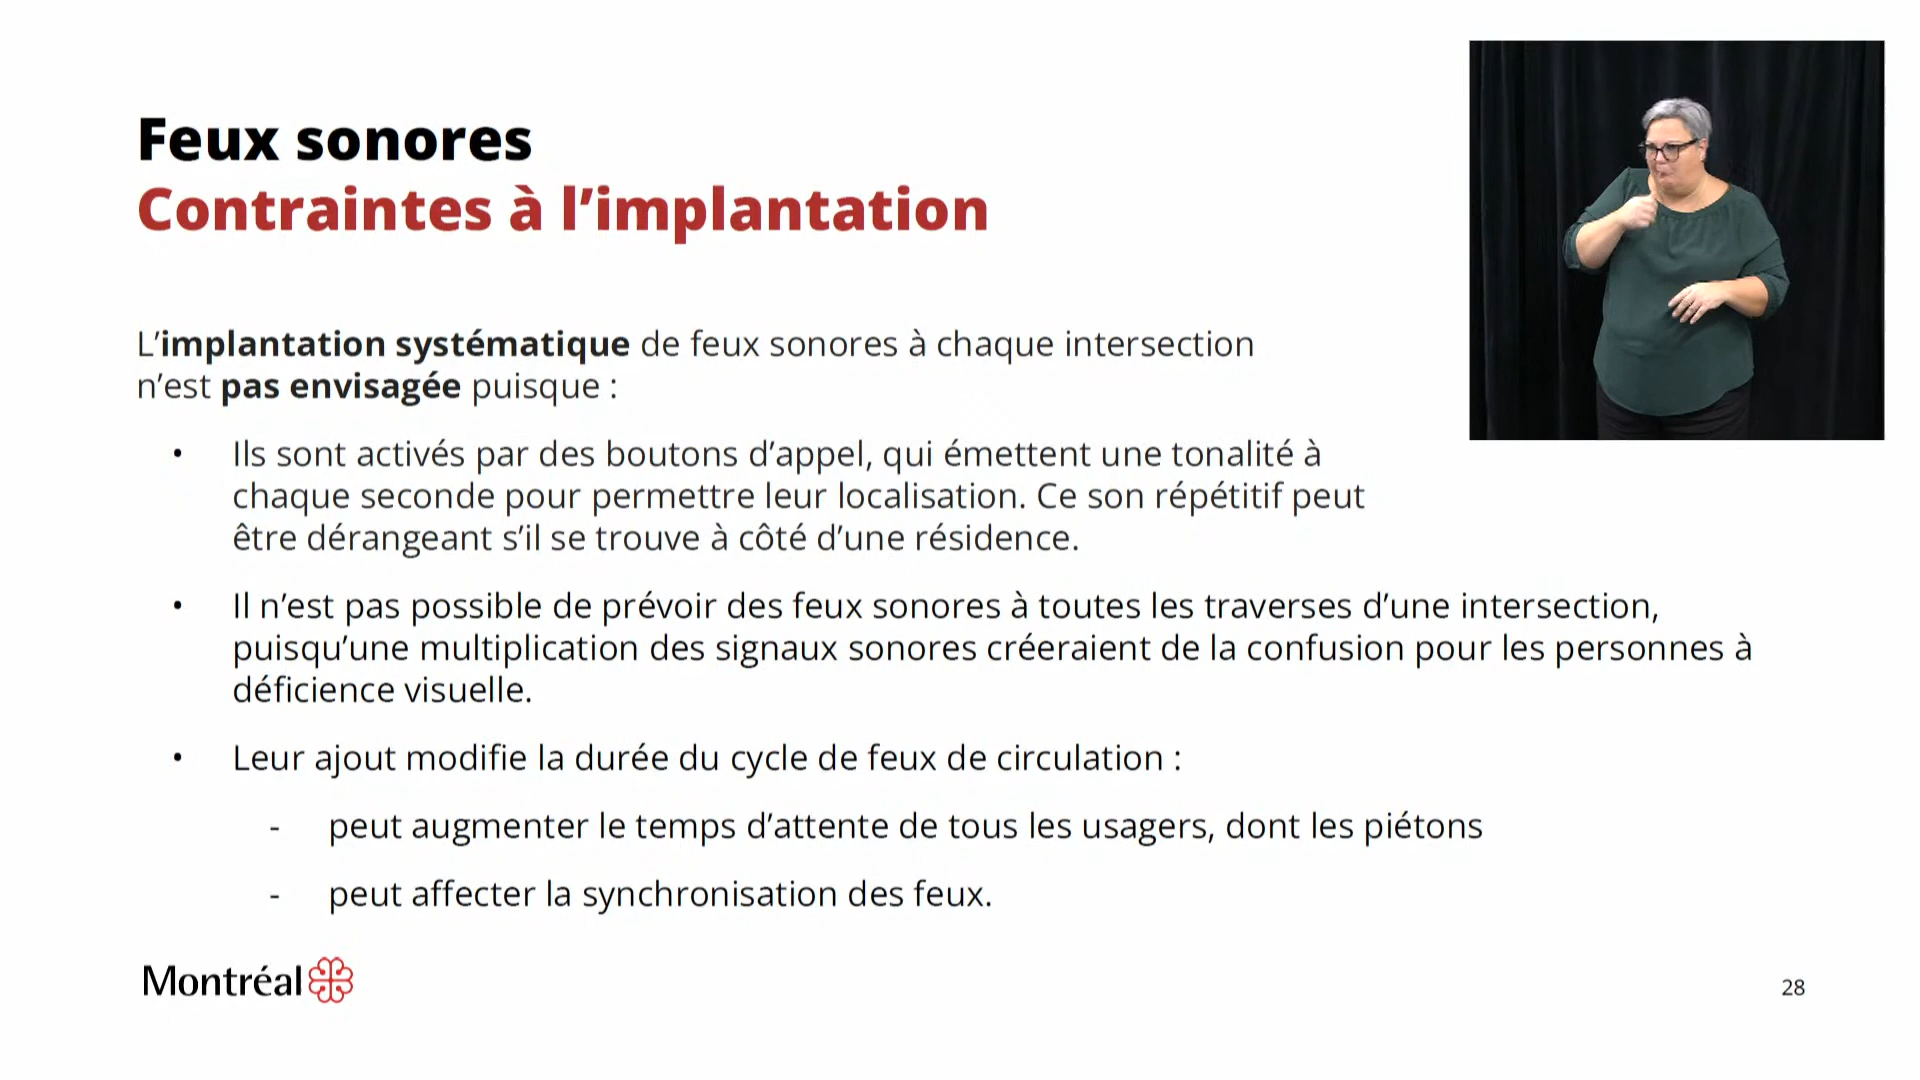 Feux sonores
Contraintes à l’implantation
L’implantation systématique de feux sonores à chaque intersection
n’est pas envisagée puisque :
• Ils sont activés par des boutons d’appel, qui émettent une tonalité à
chaque seconde pour permettre leur localisation. Ce son répétitif peut
être dérangeant s’il se trouve à côté d’une résidence.
• Il n’est pas possible de prévoir des feux sonores à toutes les traverses d’une intersection,
puisqu’une multiplication des signaux sonores créeraient de la confusion pour les personnes à
déficience visuelle.
• Leur ajout modifie la durée du cycle de feux de circulation :
- peut augmenter le temps d’attente de tous les usagers, dont les piétons
- peut affecter la synchronisation des feux.
Montréal
28